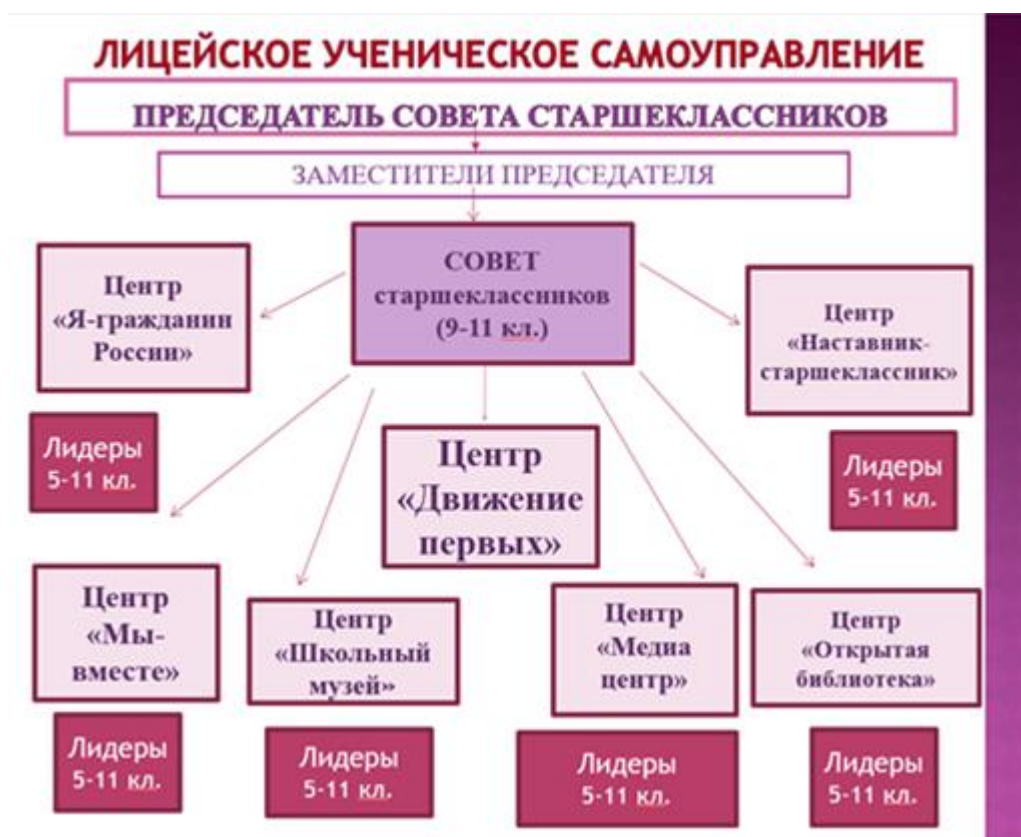 ЛИЦЕЙСКОЕ УЧЕНИЧЕСКОЕ САМОУПРАВЛЕНИЕ
ПРЕДСЕДАТЕЛЬ СОВЕТА СТАРШЕКЛАССНИКОВ
ЗАМЕСТИТЕЛИ ПРЕДСЕДАТЕЛЯ
СОВЕТ
старшеклассников
(9-11 кл.)
Центр
«Я-гражданин
России»
Центр
«Наставник-
старшеклассник»
Лидеры
5-11 кл.
Центр
«Движение
первых»
Лидеры
5-11 кл.
Центр
«Мы-
вместе»
Центр
«Школьный
музей»
Центр
«Медиа
центр»
Центр
«Открытая
библиотека»
Лидеры
5-11 кл.
Лидеры
5-11 кл.
Лидеры
5-11 кл.
Лидеры
5-11 кл.